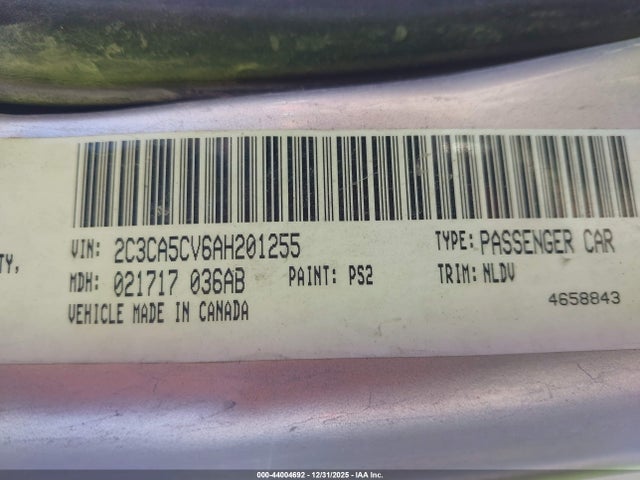 TY,
VIN: 2C3CA5CV6AH201255 TYPE: PASSENGER CAR
MDH: 021717 036AB PAINT: PS2 TRIM: NLDV
VEHICLE MADE IN CANADA 4658843
000-44004692 - 12/31/2025 - IAA Inc.